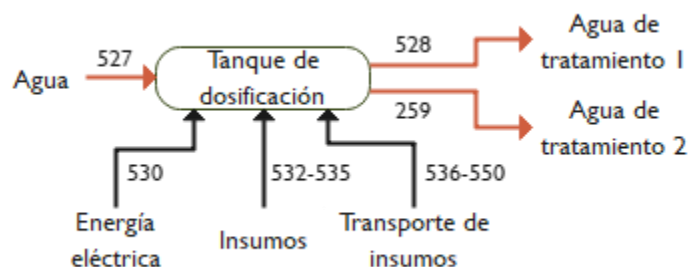 527
Agua
Tanque de
dosificación
528
Agua de
tratamiento 1
259
Agua de
tratamiento 2
530
532-535
536-550
Energía
eléctrica
Insumos
Transporte de
insumos